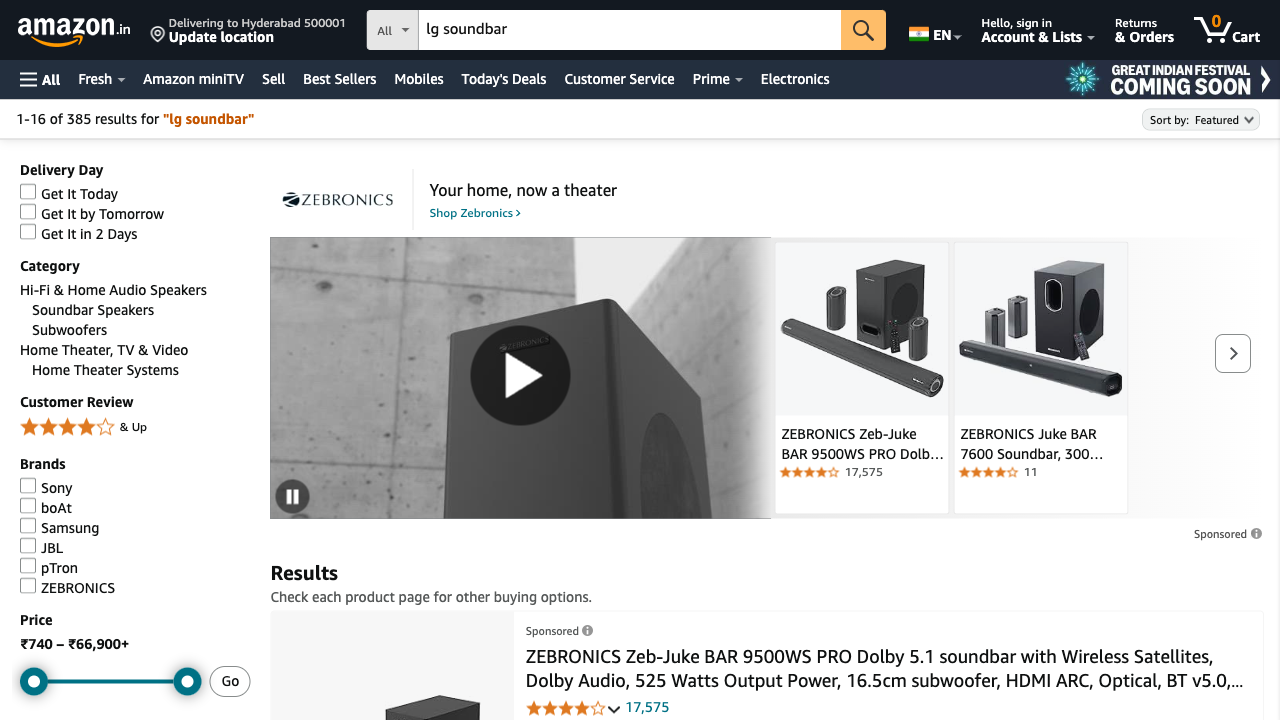 amazon.in
Delivering to Hyderabad 500001
Update location
All
lg soundbar
EN
Hello, sign in
Account & Lists
Returns
& Orders
0
Cart
All
Fresh
Amazon miniTV
Sell
Best Sellers
Mobiles
Today's Deals
Customer Service
Prime
Electronics
GREAT INDIAN FESTIVAL
COMING SOON
1-16 of 385 results for "lg soundbar"
Sort by: Featured
Delivery Day
Get It Today
Get It by Tomorrow
Get It in 2 Days
Category
Hi-Fi & Home Audio Speakers
Soundbar Speakers
Subwoofers
Home Theater, TV & Video
Home Theater Systems
Customer Review
& Up
Brands
Sony
boAt
Samsung
JBL
pTron
ZEBRONICS
Price
₹740 – ₹66,900+
Go
ZEBRONICS
Your home, now a theater
Shop Zebronics ›
ZEBRONICS
ZEBRONICS Zeb-Juke
BAR 9500WS PRO Dolb…
17,575
ZEBRONICS Juke BAR
7600 Soundbar, 300…
11
Sponsored
Results
Check each product page for other buying options.
Sponsored
ZEBRONICS Zeb-Juke BAR 9500WS PRO Dolby 5.1 soundbar with Wireless Satellites,
Dolby Audio, 525 Watts Output Power, 16.5cm subwoofer, HDMI ARC, Optical, BT v5.0,…
17,575